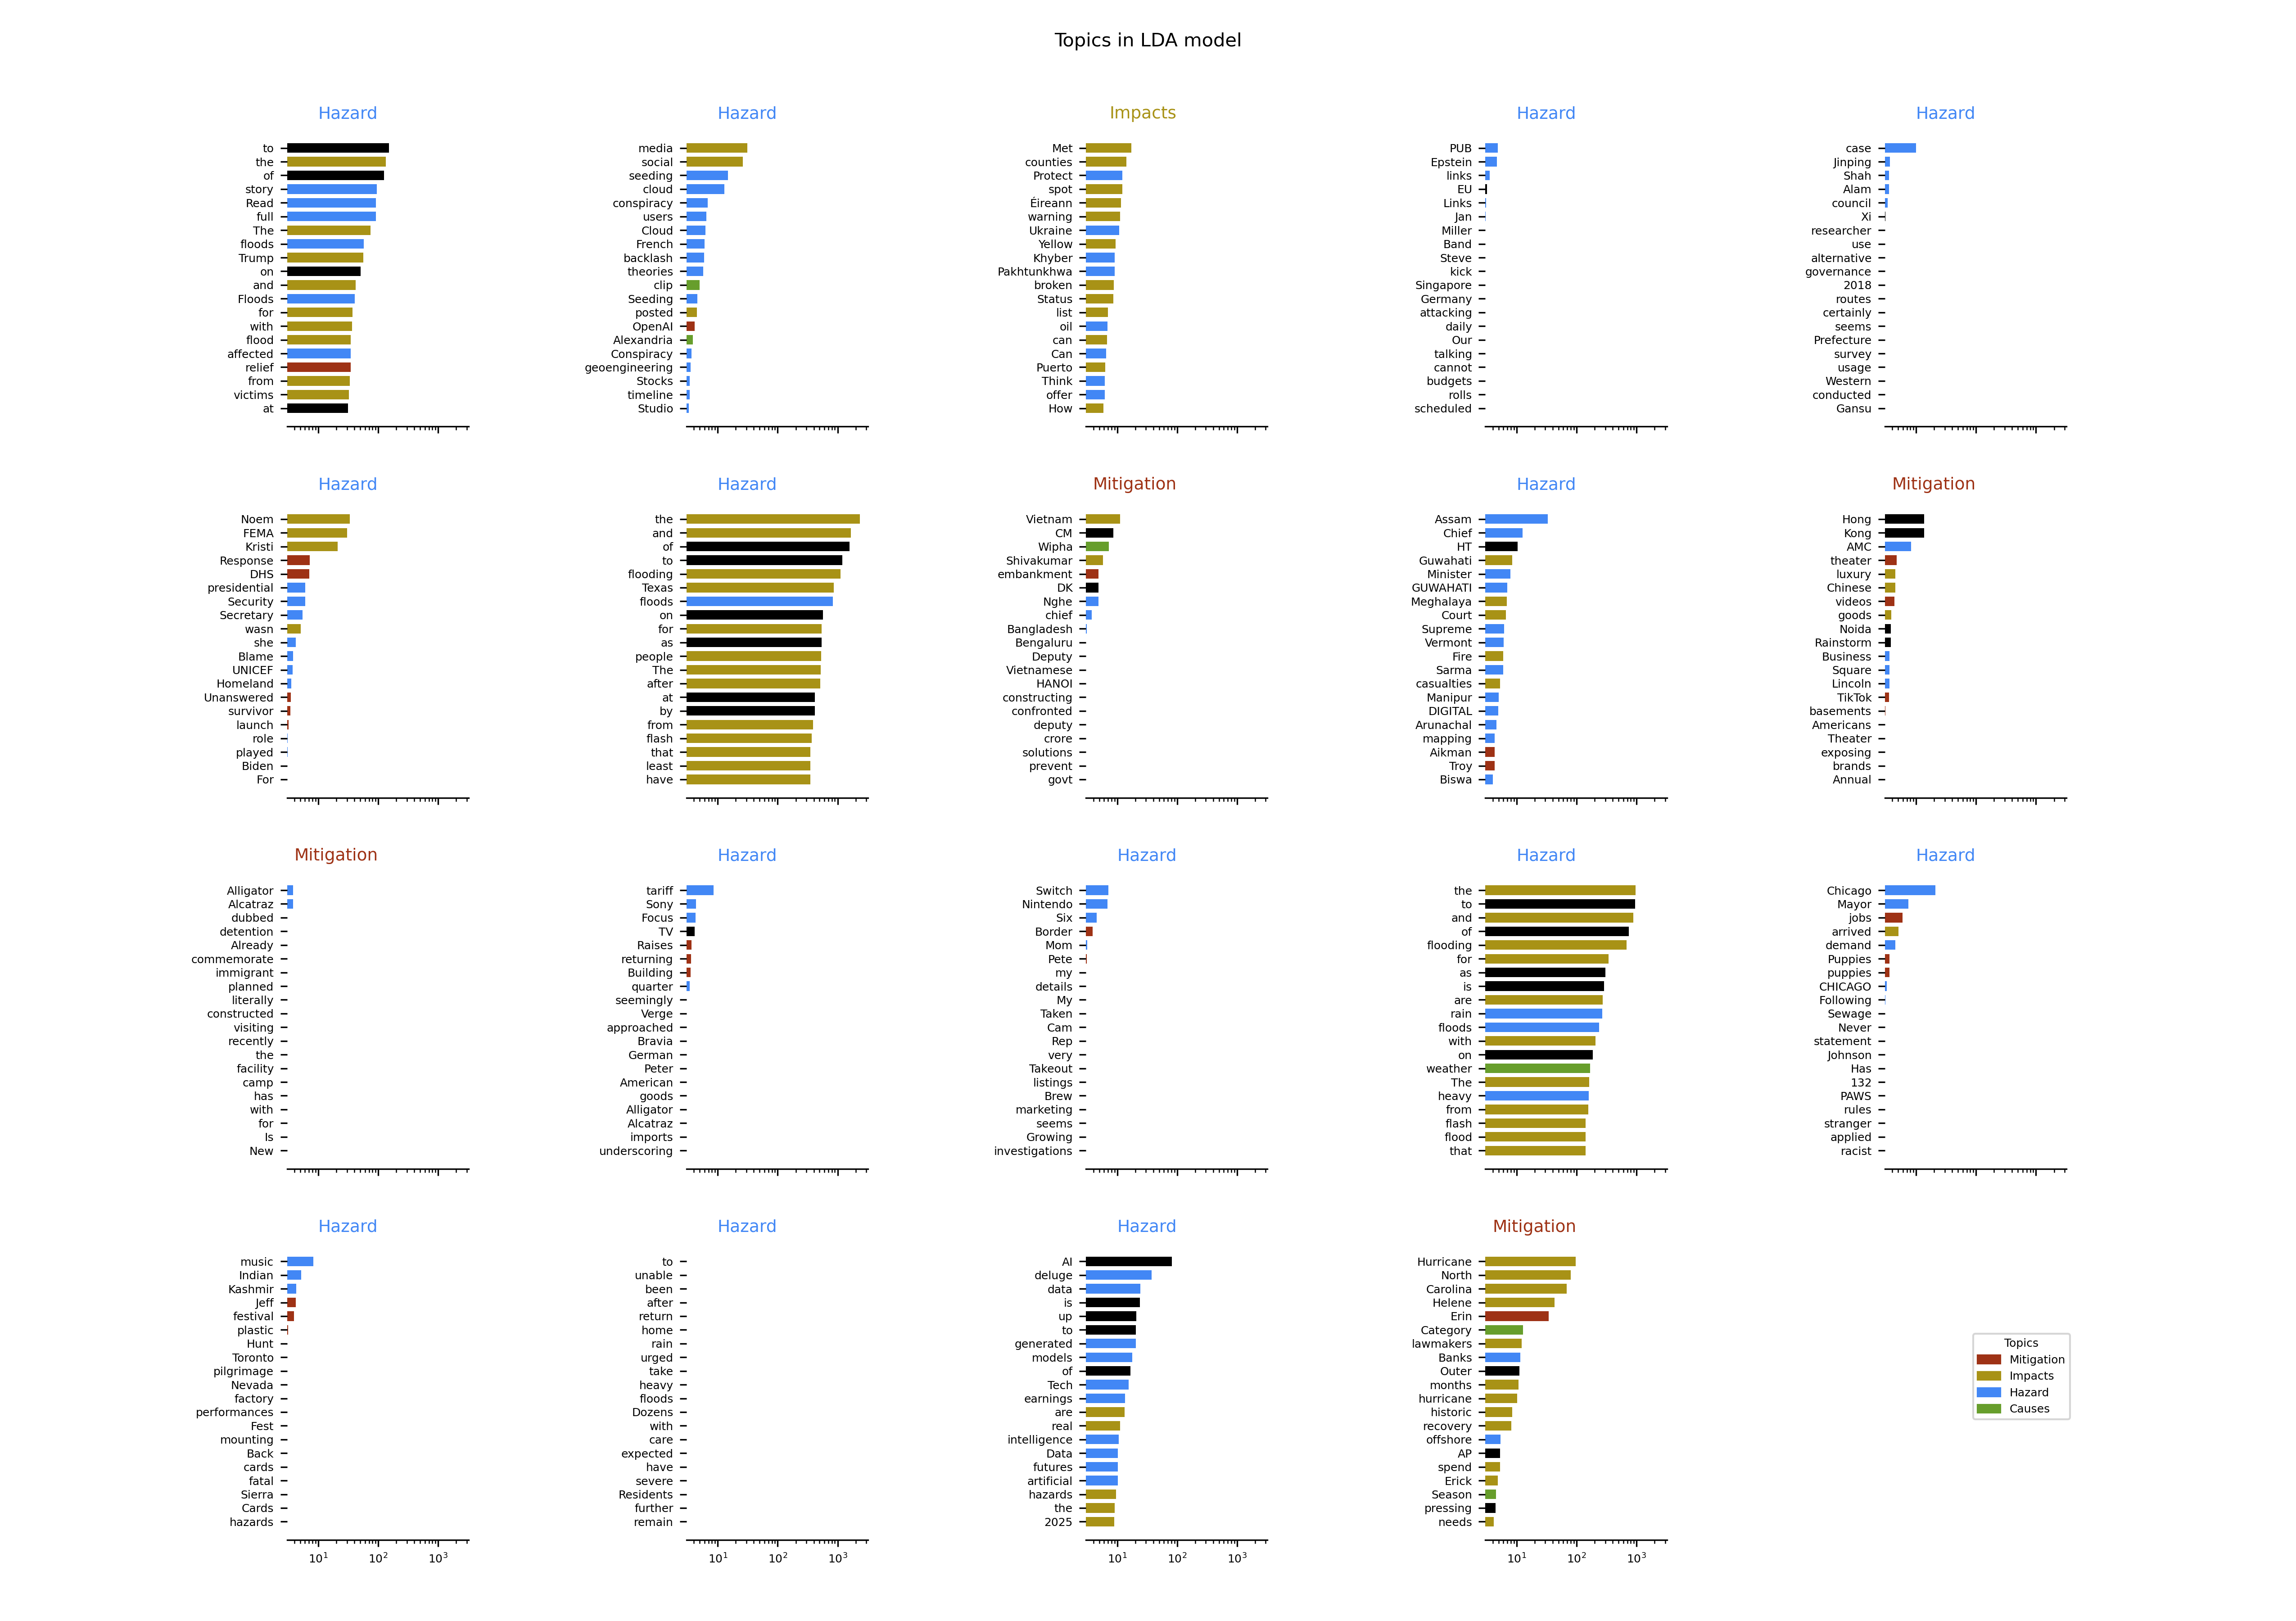 Topics in LDA model
Hazard
to
the
of
story
Read
full
The
floods
Trump
on
and
Floods
for
with
flood
affected
relief
from
victims
at
Hazard
media
social
seeding
cloud
conspiracy
users
Cloud
French
backlash
theories
clip
Seeding
posted
OpenAI
Alexandria
Conspiracy
geoengineering
Stocks
timeline
Studio
Impacts
Met
counties
Protect
spot
Éireann
warning
Ukraine
Yellow
Khyber
Pakhtunkhwa
broken
Status
list
oil
can
Can
Puerto
Think
offer
How
Hazard
PUB
Epstein
links
EU
Links
Jan
Miller
Band
Steve
kick
Singapore
Germany
attacking
daily
Our
talking
cannot
budgets
rolls
scheduled
Hazard
case
Jinping
Shah
Alam
council
Xi
researcher
use
alternative
governance
2018
routes
certainly
seems
Prefecture
survey
usage
Western
conducted
Gansu
Hazard
Noem
FEMA
Kristi
Response
DHS
presidential
Security
Secretary
wasn
she
Blame
UNICEF
Homeland
Unanswered
survivor
launch
role
played
Biden
For
Hazard
the
and
of
to
flooding
Texas
floods
on
for
as
people
The
after
at
by
from
flash
that
least
have
Mitigation
Vietnam
CM
Wipha
Shivakumar
embankment
DK
Nghe
chief
Bangladesh
Bengaluru
Deputy
Vietnamese
HANOI
constructing
confronted
deputy
crore
solutions
prevent
govt
Hazard
Assam
Chief
HT
Guwahati
Minister
GUWAHATI
Meghalaya
Court
Supreme
Vermont
Fire
Sarma
casualties
Manipur
DIGITAL
Arunachal
mapping
Aikman
Troy
Biswa
Mitigation
Hong
Kong
AMC
theater
luxury
Chinese
videos
goods
Noida
Rainstorm
Business
Square
Lincoln
TikTok
basements
Americans
Theater
exposing
brands
Annual
Mitigation
Alligator
Alcatraz
dubbed
detention
Already
commemorate
immigrant
planned
literally
constructed
visiting
recently
the
facility
camp
has
with
for
Is
New
Hazard
tariff
Sony
Focus
TV
Raises
returning
Building
quarter
seemingly
Verge
approached
Bravia
German
Peter
American
goods
Alligator
Alcatraz
imports
underscoring
Hazard
Switch
Nintendo
Six
Border
Mom
Pete
my
details
My
Taken
Cam
Rep
very
Takeout
listings
Brew
marketing
seems
Growing
investigations
Hazard
the
to
and
of
flooding
for
as
is
are
rain
floods
with
on
weather
The
heavy
from
flash
flood
that
Hazard
Chicago
Mayor
jobs
arrived
demand
Puppies
puppies
CHICAGO
Following
Sewage
Never
statement
Johnson
Has
132
PAWS
rules
stranger
applied
racist
Hazard
music
Indian
Kashmir
Jeff
festival
plastic
Hunt
Toronto
pilgrimage
Nevada
factory
performances
Fest
mounting
Back
cards
fatal
Sierra
Cards
hazards
10¹ 10² 10³
Hazard
to
unable
been
after
return
home
rain
urged
take
heavy
floods
Dozens
with
care
expected
have
severe
Residents
further
remain
10¹ 10² 10³
Hazard
AI
deluge
data
is
up
to
generated
models
of
Tech
earnings
are
real
intelligence
Data
futures
artificial
hazards
the
2025
10¹ 10² 10³
Mitigation
Hurricane
North
Carolina
Helene
Erin
Category
lawmakers
Banks
Outer
months
hurricane
historic
recovery
offshore
AP
spend
Erick
Season
pressing
needs
10¹ 10² 10³
Topics
Mitigation
Impacts
Hazard
Causes